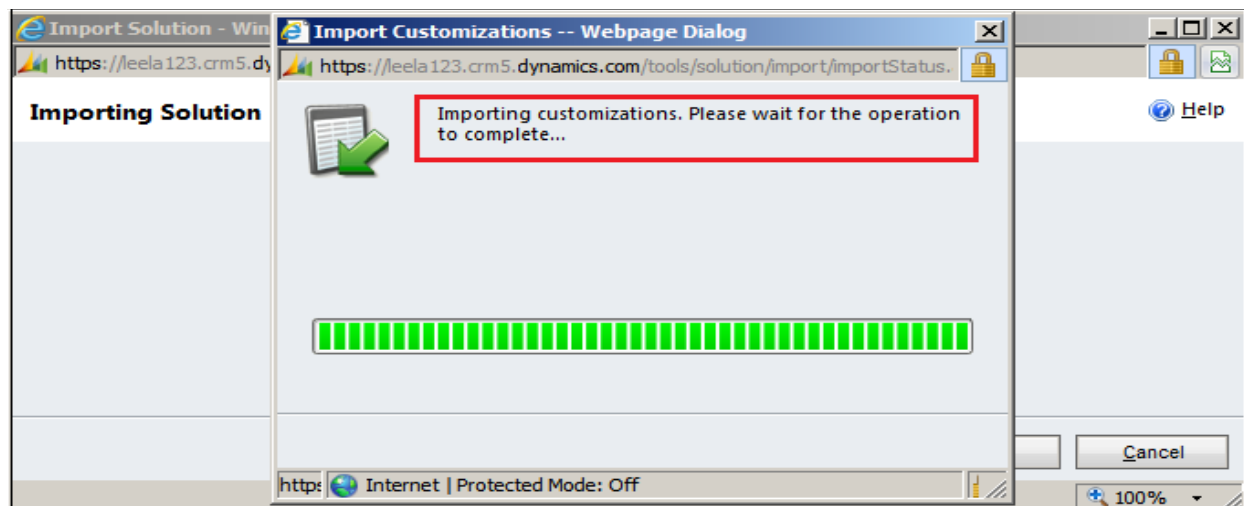 Import Solution - Win
https://leela123.crm5.dy
Importing Solution
Help
Import Customizations -- Webpage Dialog
https://leela123.crm5.dynamics.com/tools/solution/import/importStatus.
Importing customizations. Please wait for the operation
to complete...
Cancel
https
Internet | Protected Mode: Off
100%